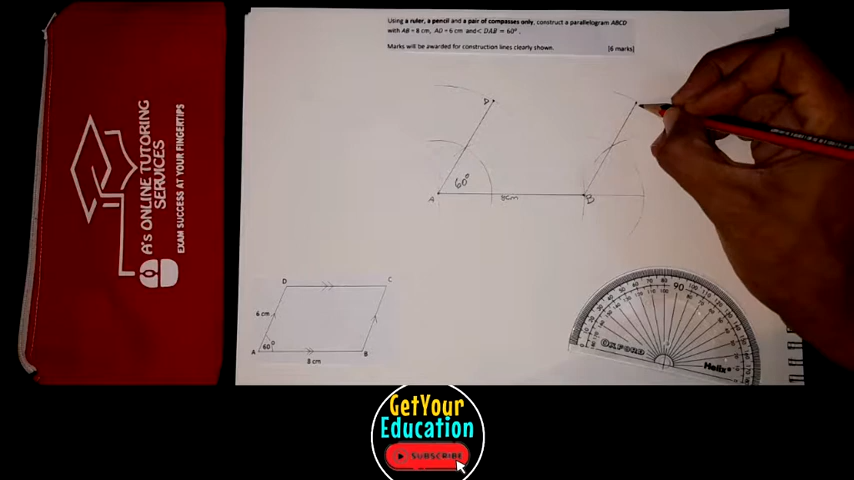 Using a ruler, a pencil and a pair of compasses only, construct a parallelogram ABCD
with AB = 8 cm, AD = 6 cm and < DAB = 60°.
Marks will be awarded for construction lines clearly shown.
[6 marks]
A's ONLINE TUTORING
SERVICES
EXAM SUCCESS AT YOUR FINGERTIPS
D
60°
A
8cm
B
D
C
6 cm
60°
A
B
8 cm
90
OXFORD
Helix
GetYour
Education
SUBSCRIBE